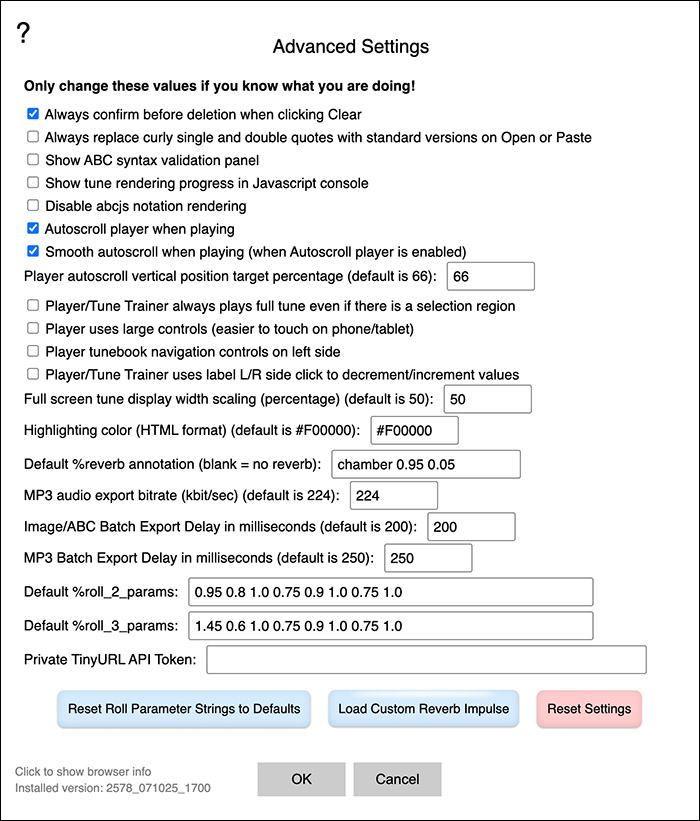 ?
Advanced Settings
Only change these values if you know what you are doing!
Always confirm before deletion when clicking Clear
Always replace curly single and double quotes with standard versions on Open or Paste
Show ABC syntax validation panel
Show tune rendering progress in Javascript console
Disable abcjs notation rendering
Autoscroll player when playing
Smooth autoscroll when playing (when Autoscroll player is enabled)
Player autoscroll vertical position target percentage (default is 66): 66
Player/Tune Trainer always plays full tune even if there is a selection region
Player uses large controls (easier to touch on phone/tablet)
Player tunebook navigation controls on left side
Player/Tune Trainer uses label L/R side click to decrement/increment values
Full screen tune display width scaling (percentage) (default is 50): 50
Highlighting color (HTML format) (default is #F00000): #F00000
Default %reverb annotation (blank = no reverb): chamber 0.95 0.05
MP3 audio export bitrate (kbit/sec) (default is 224): 224
Image/ABC Batch Export Delay in milliseconds (default is 200): 200
MP3 Batch Export Delay in milliseconds (default is 250): 250
Default %roll_2_params: 0.95 0.8 1.0 0.75 0.9 1.0 0.75 1.0
Default %roll_3_params: 1.45 0.6 1.0 0.75 0.9 1.0 0.75 1.0
Private TinyURL API Token:
Reset Roll Parameter Strings to Defaults Load Custom Reverb Impulse Reset Settings
Click to show browser info
Installed version: 2578_071025_1700
OK Cancel